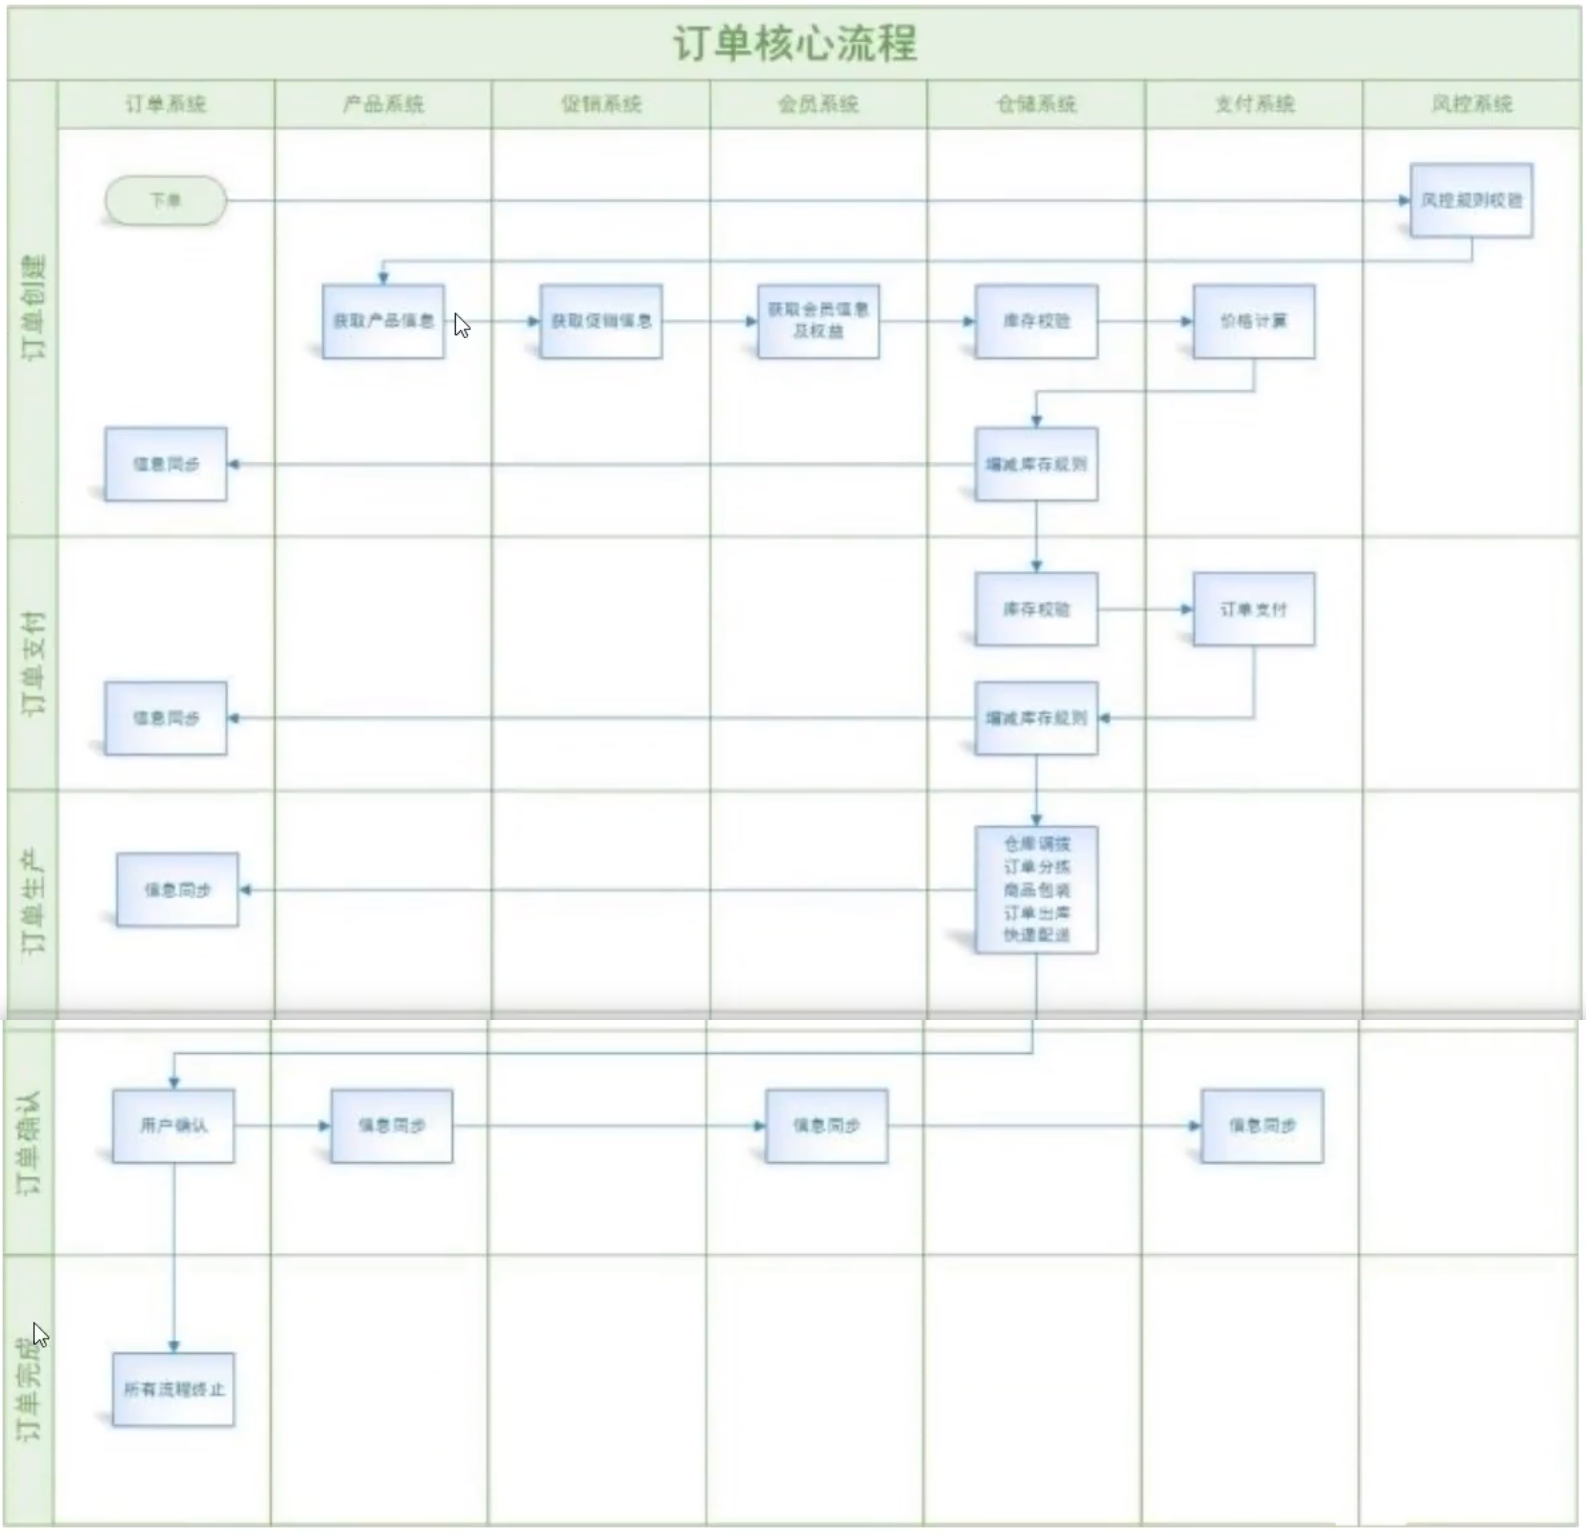 订单核心流程
订单系统
产品系统
促销系统
会员系统
仓储系统
支付系统
风控系统
订单创建
下单
风控规则校验
获取产品信息
获取促销信息
获取会员信息
及权益
库存校验
价格计算
信息同步
增减库存规则
订单支付
库存校验
订单支付
信息同步
增减库存规则
订单生产
信息同步
仓库调拨
订单分拣
商品包装
订单出库
快递配送
订单确认
用户确认
信息同步
信息同步
信息同步
订单完成
所有流程终止